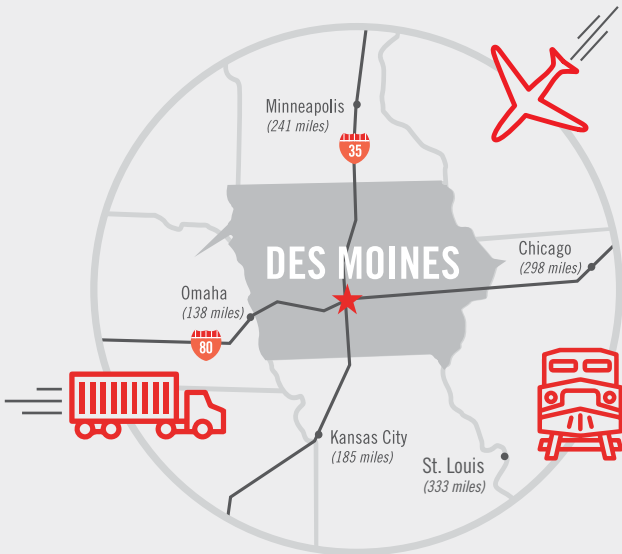 Minneapolis
(241 miles)
35
DES MOINES
Chicago
(298 miles)
Omaha
(138 miles)
80
Kansas City
(185 miles)
St. Louis
(333 miles)